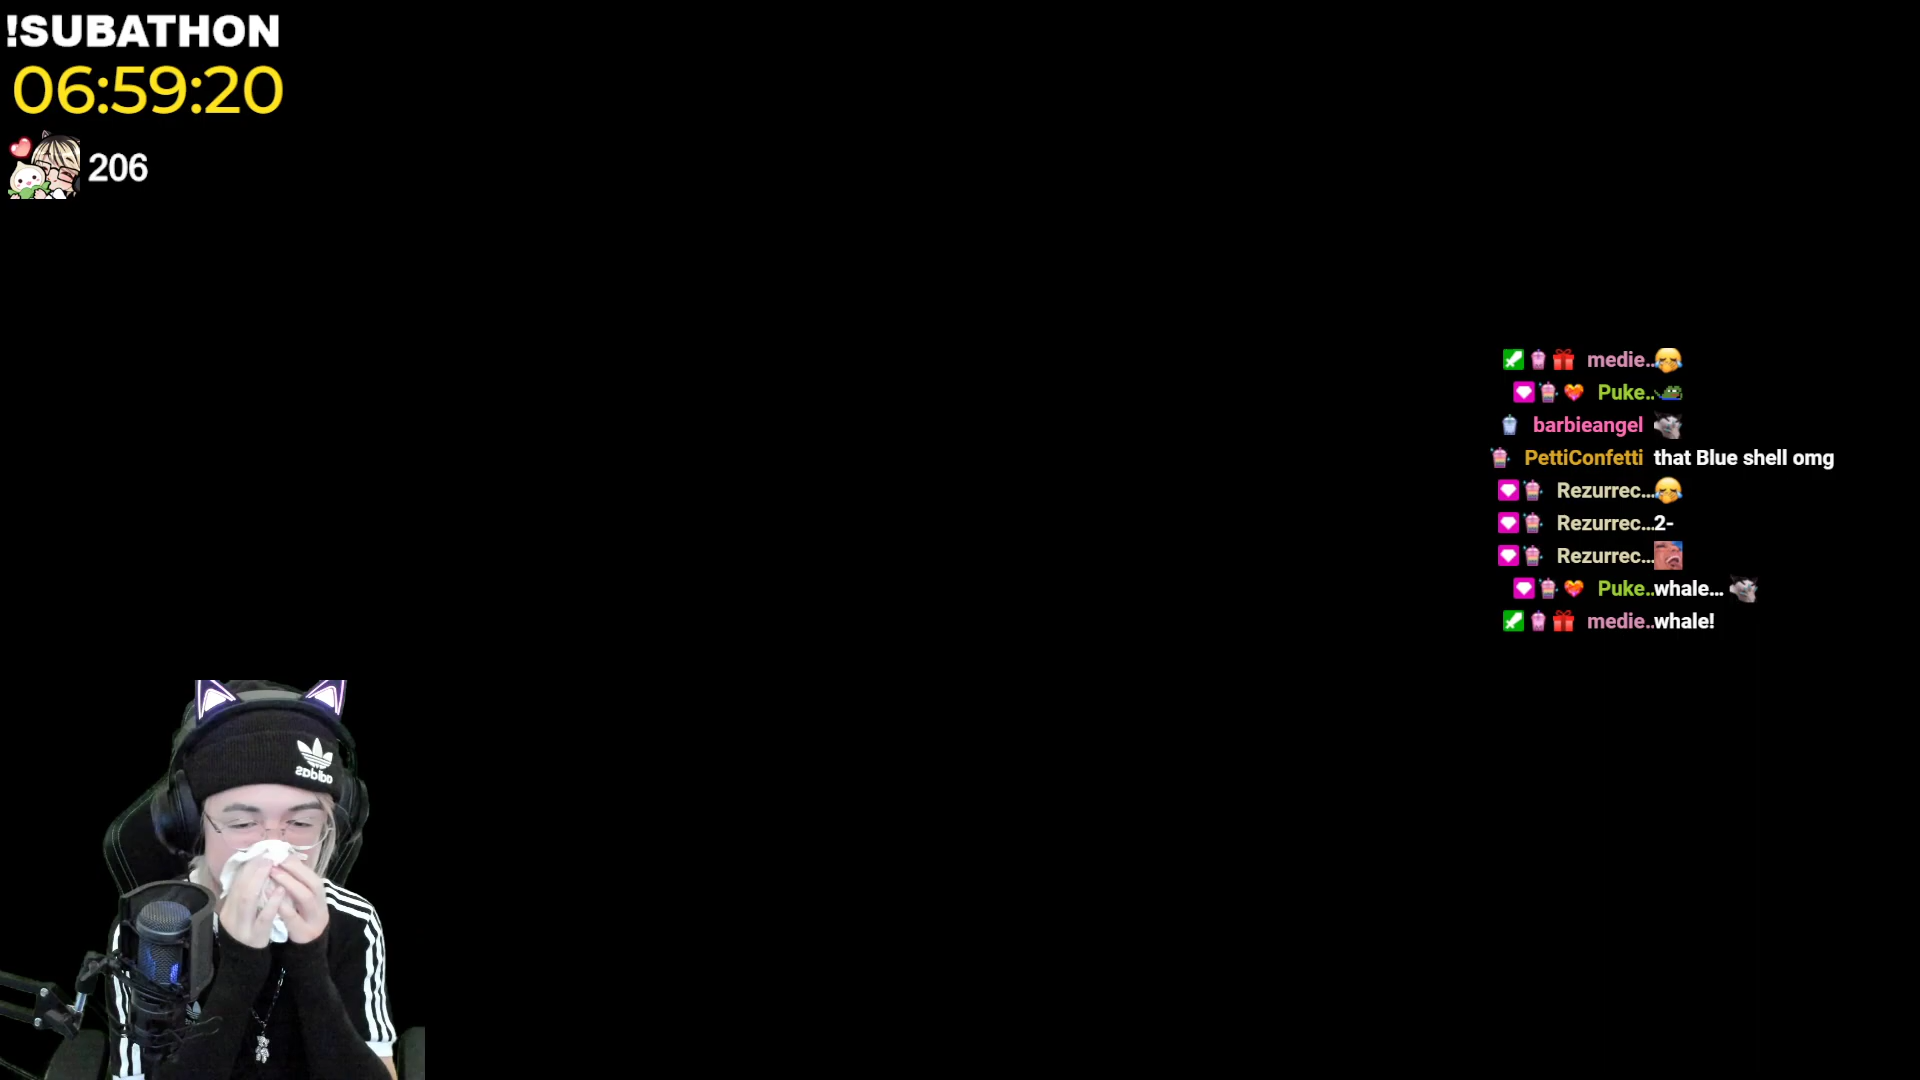 !SUBATHON
06:59:20
206
medie..
Puke..
barbieangel
PettiConfetti that Blue shell omg
Rezurrec...
Rezurrec...2-
Rezurrec...
Puke..whale...
medie..whale!
adidas